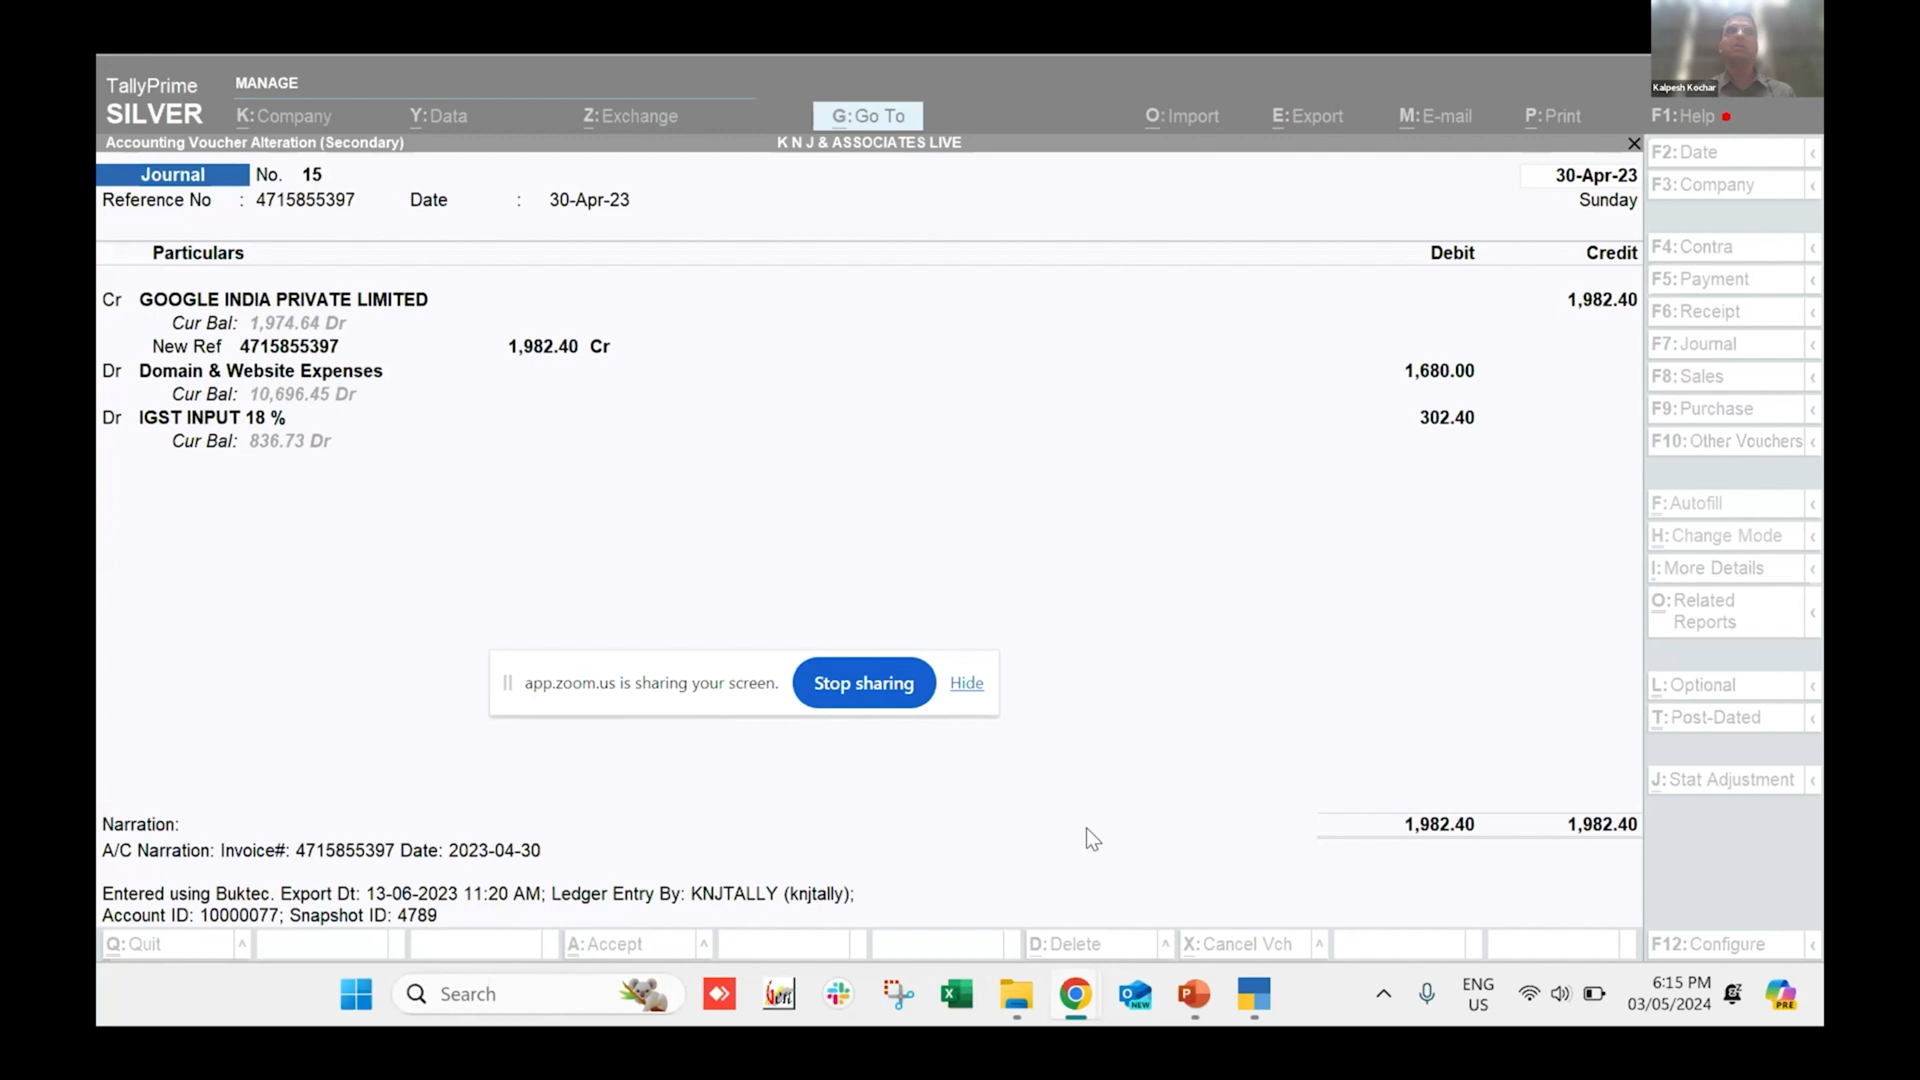 TallyPrime
SILVER
MANAGE
K: Company
Y: Data
Z: Exchange
G: Go To
O: Import
E: Export
M: E-mail
P: Print
Kalpesh Kochar
F1: Help
Accounting Voucher Alteration (Secondary)
K N J & ASSOCIATES LIVE
Journal No. 15
30-Apr-23
Reference No : 4715855397 Date : 30-Apr-23
Sunday
Particulars Debit Credit
Cr GOOGLE INDIA PRIVATE LIMITED 1,982.40
Cur Bal: 1,974.64 Dr
New Ref 4715855397 1,982.40 Cr
Dr Domain & Website Expenses 1,680.00
Cur Bal: 10,696.45 Dr
Dr IGST INPUT 18 % 302.40
Cur Bal: 836.73 Dr
app.zoom.us is sharing your screen. Stop sharing Hide
Narration: 1,982.40 1,982.40
A/C Narration: Invoice#: 4715855397 Date: 2023-04-30
Entered using Buktec. Export Dt: 13-06-2023 11:20 AM; Ledger Entry By: KNJTALLY (knjtally);
Account ID: 10000077; Snapshot ID: 4789
F2: Date
F3: Company
F4: Contra
F5: Payment
F6: Receipt
F7: Journal
F8: Sales
F9: Purchase
F10: Other Vouchers
F: Autofill
H: Change Mode
I: More Details
O: Related
Reports
L: Optional
T: Post-Dated
J: Stat Adjustment
F12: Configure
Q: Quit
A: Accept
D: Delete
X: Cancel Vch
Search
NEW
ENG
US
6:15 PM
03/05/2024
PRE